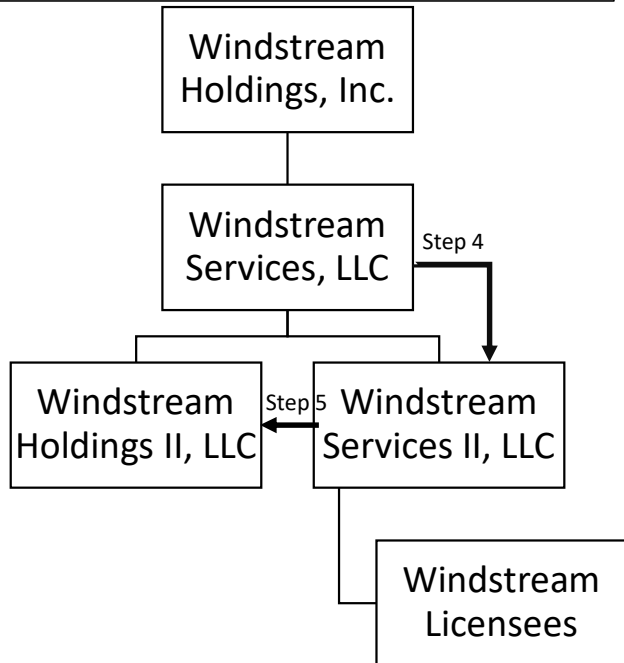 Windstream
Holdings, Inc.
Windstream
Services, LLC
Step 4
Windstream
Holdings II, LLC
Step 5
Windstream
Services II, LLC
Windstream
Licensees